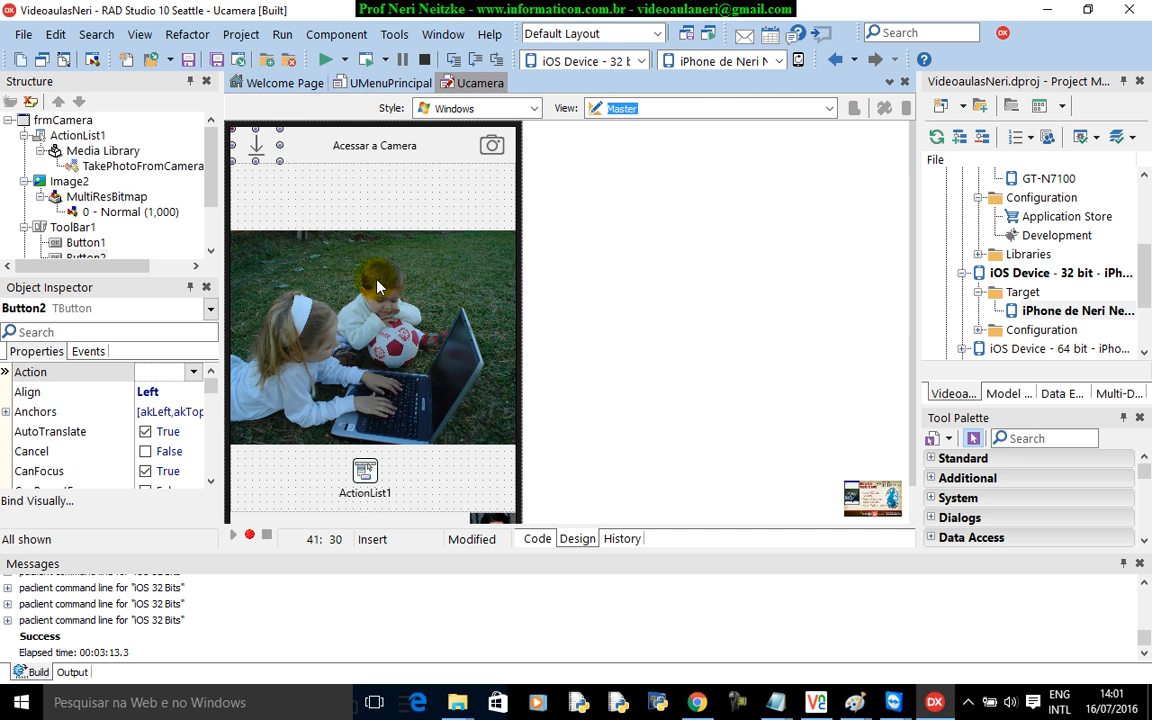 VideoaulasNeri - RAD Studio 10 Seattle - Ucamera [Built]
Prof Neri Neitzke - www.informaticon.com.br - videoaulaneri@gmail.com
File Edit Search View Refactor Project Run Component Tools Window Help
Default Layout
Search
iOS Device - 32 b
iPhone de Neri N
Structure
Welcome Page
UMenuPrincipal
Ucamera
VideoaulasNeri.dproj - Project M...
Style:
Windows
View:
Master
frmCamera
ActionList1
Media Library
TakePhotoFromCamera
Image2
MultiResBitmap
0 - Normal (1,000)
ToolBar1
Button1
Acessar a Camera
ActionList1
Object Inspector
Button2 TButton
Search
Properties Events
Action
Align Left
Anchors [akLeft,akTop
AutoTranslate True
Cancel False
CanFocus True
Bind Visually...
All shown
41: 30
Insert
Modified
Code Design History
File
GT-N7100
Configuration
Application Store
Development
Libraries
iOS Device - 32 bit - iPh...
Target
iPhone de Neri Ne...
Configuration
iOS Device - 64 bit - iPho...
Videoa... Model ... Data E... Multi-D...
Tool Palette
Search
Standard
Additional
System
Dialogs
Data Access
Messages
paclient command line for "iOS 32 Bits"
paclient command line for "iOS 32 Bits"
paclient command line for "iOS 32 Bits"
Success
Elapsed time: 00:03:13.3
Build Output
Pesquisar na Web e no Windows
ENG
INTL
14:01
16/07/2016